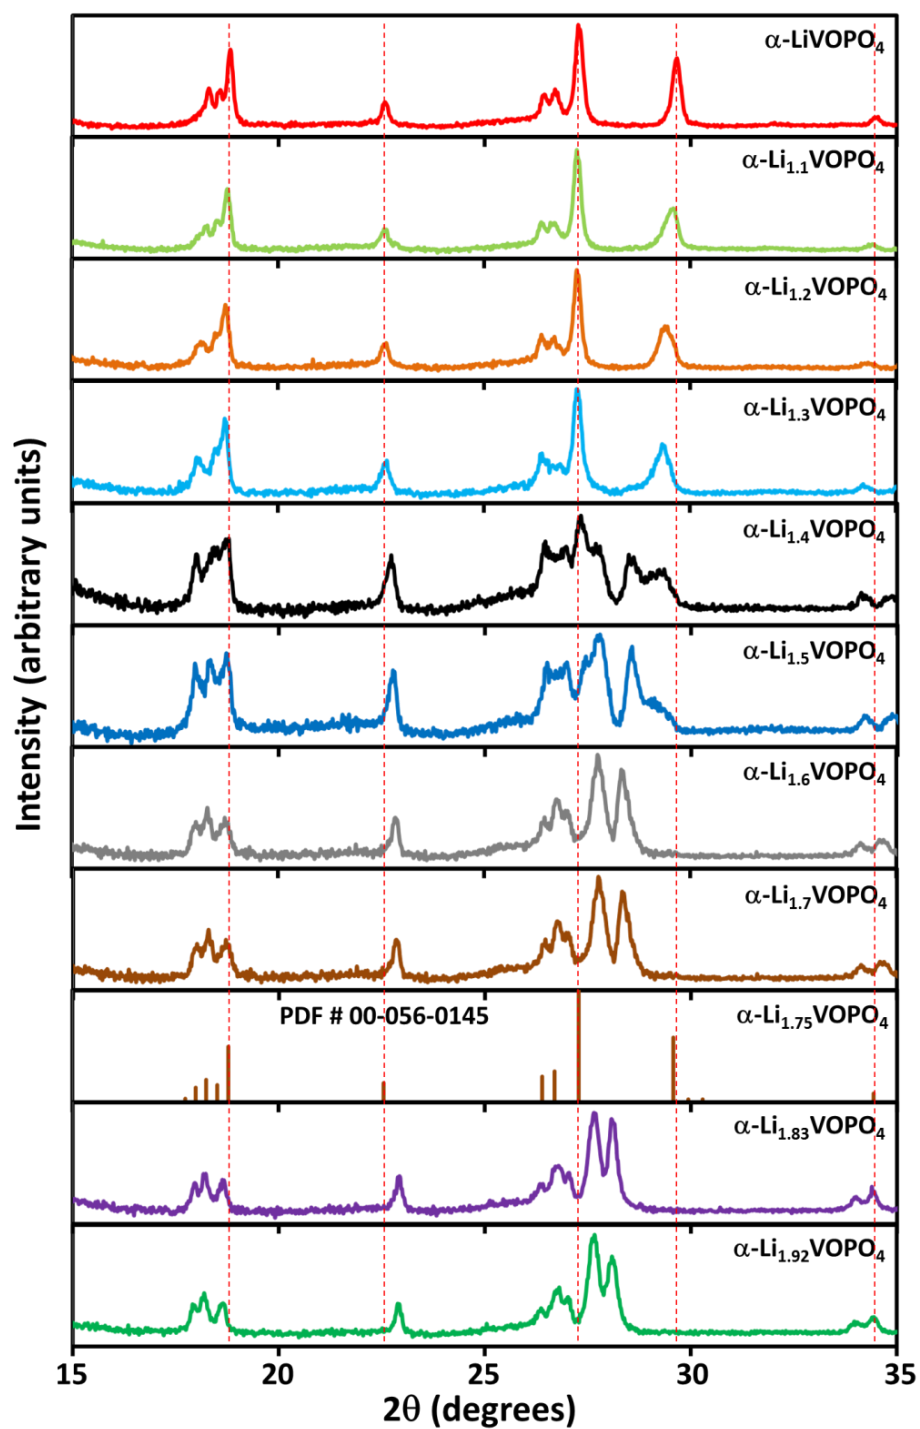 α-LiVOPO4
α-Li1.1VOPO4
α-Li1.2VOPO4
α-Li1.3VOPO4
α-Li1.4VOPO4
α-Li1.5VOPO4
α-Li1.6VOPO4
α-Li1.7VOPO4
PDF # 00-056-0145
α-Li1.75VOPO4
α-Li1.83VOPO4
α-Li1.92VOPO4
Intensity (arbitrary units)
15 20 25 30 35
2θ (degrees)